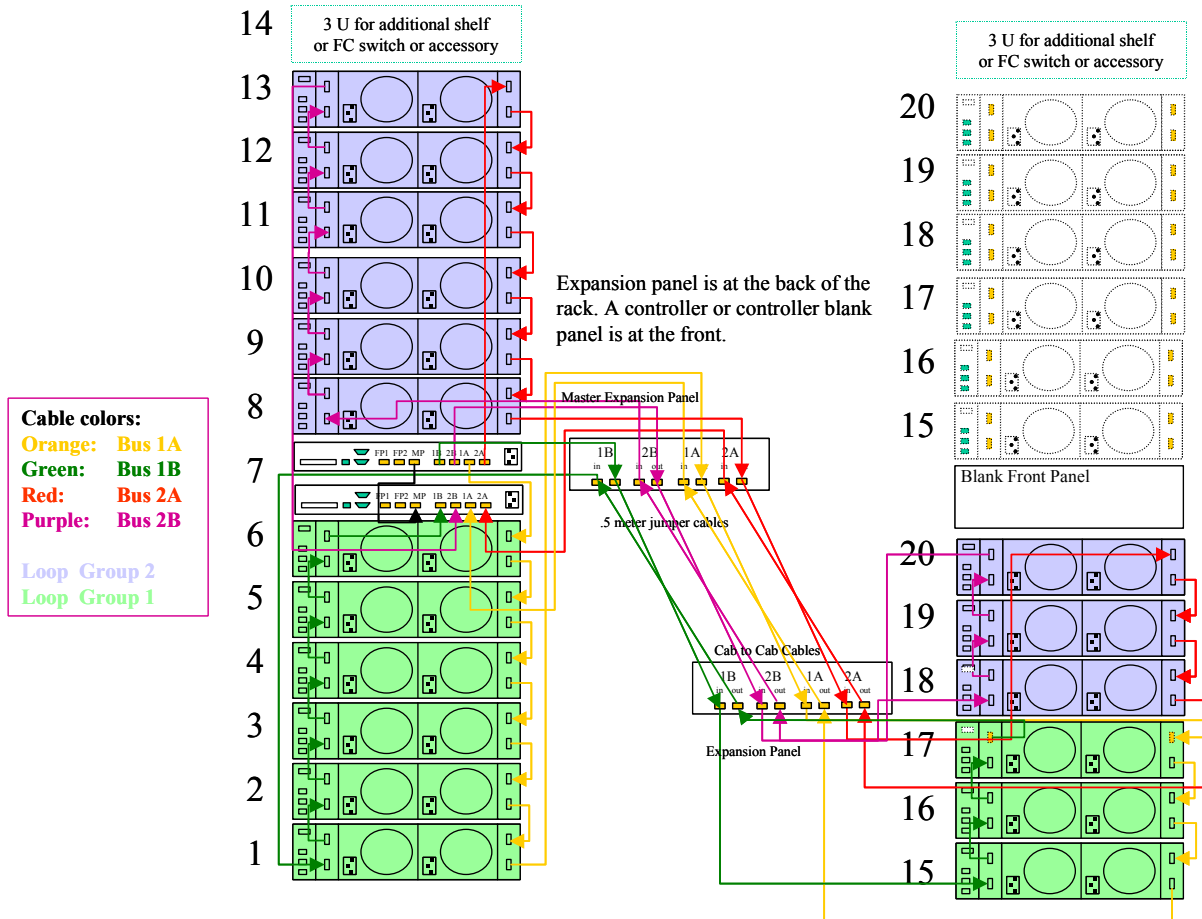 14
3 U for additional shelf
or FC switch or accessory
13
12
11
10
9
8
7
6
5
4
3
2
1
FP1 FP2 MP 1B 2B 1A 2A
FP1 FP2 MP 1B 2B 1A 2A
Cable colors:
Orange: Bus 1A
Green: Bus 1B
Red: Bus 2A
Purple: Bus 2B
Loop Group 2
Loop Group 1
Expansion panel is at the back of the
rack. A controller or controller blank
panel is at the front.
Master Expansion Panel
1B 2B 1A 2A
in in out in in
.5 meter jumper cables
Cab to Cab Cables
1B 2B 1A 2A
in out in out in out in out
Expansion Panel
3 U for additional shelf
or FC switch or accessory
20
19
18
17
16
15
Blank Front Panel
20
19
18
17
16
15